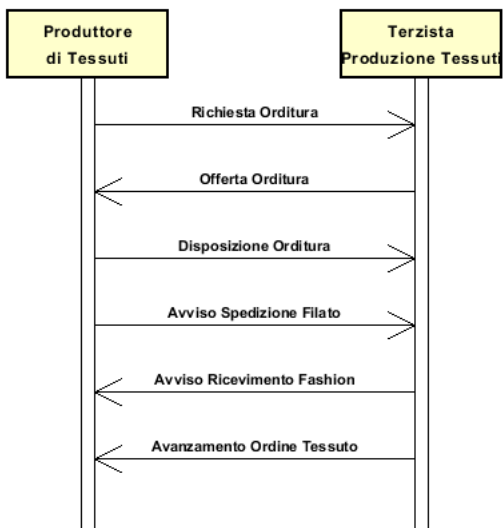 Produttore
di Tessuti
Terzista
Produzione Tessuti
Richiesta Orditura
Offerta Orditura
Disposizione Orditura
Avviso Spedizione Filato
Avviso Ricevimento Fashion
Avanzamento Ordine Tessuto